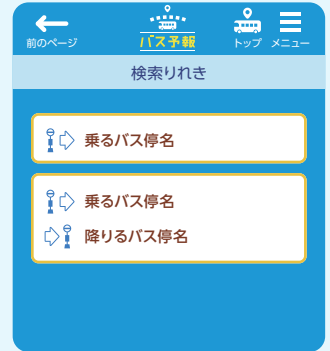 前のページ
バス予報
トップ
メニュー
検索りれき
乗るバス停名
乗るバス停名
降りるバス停名